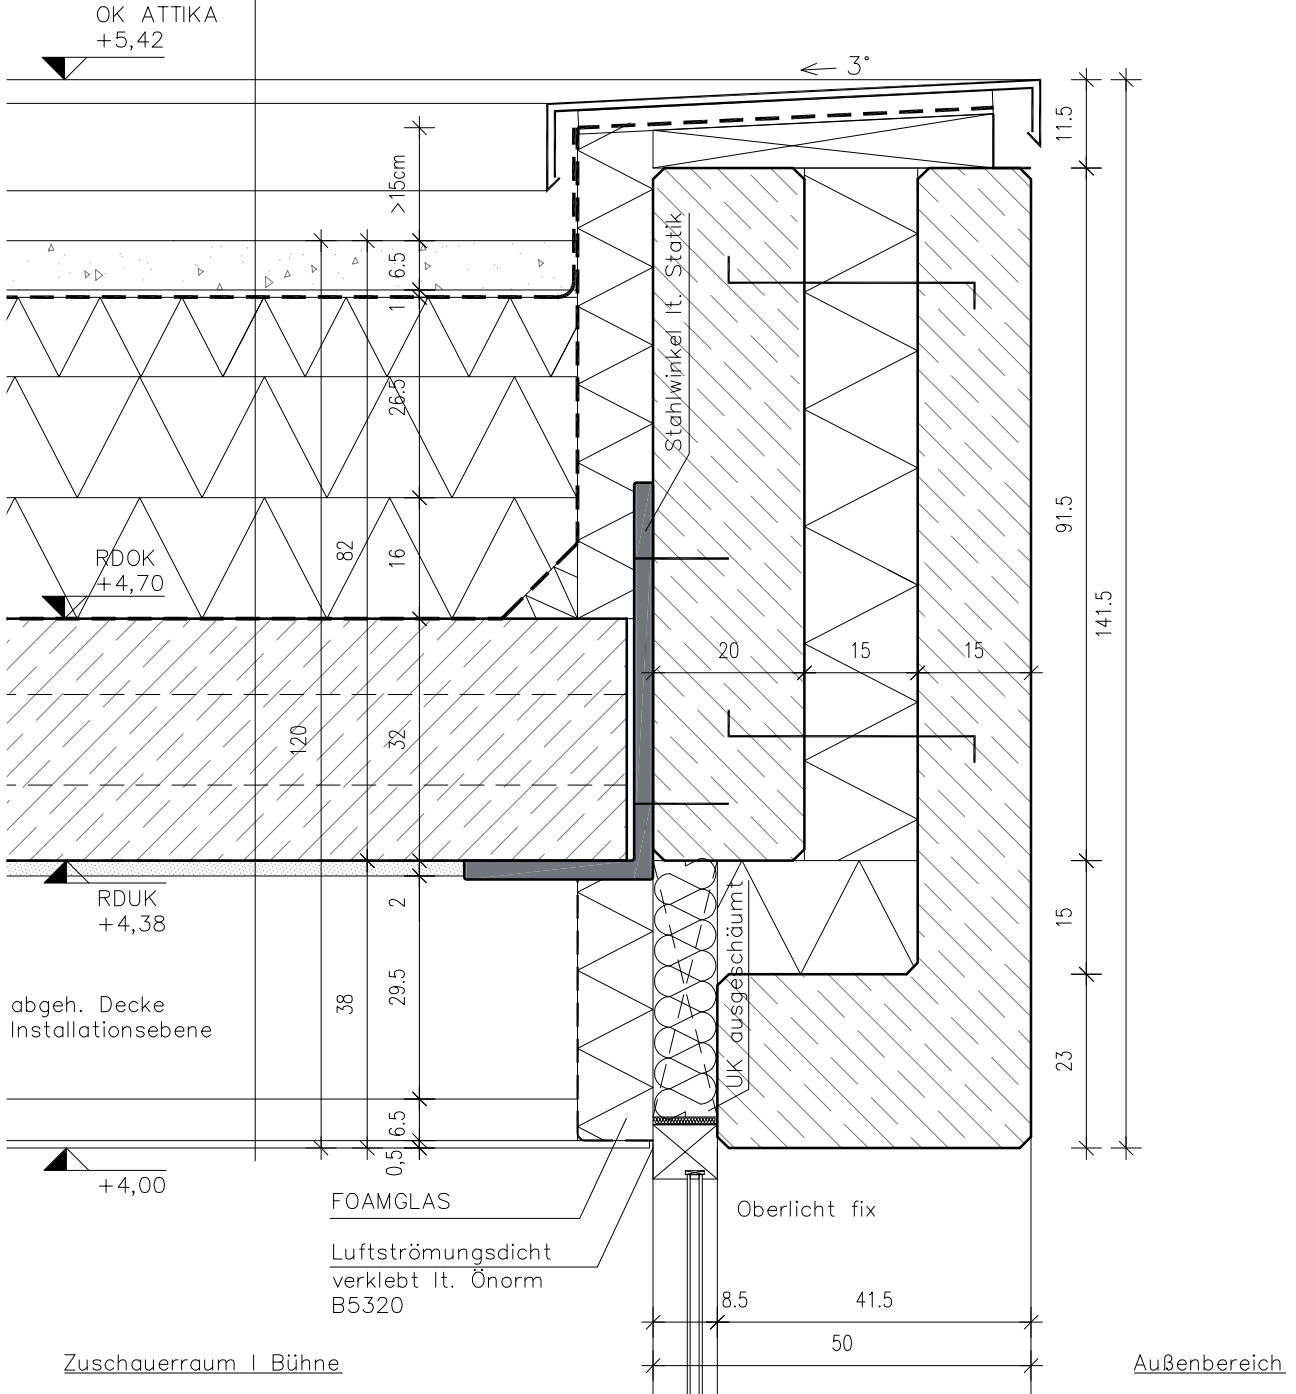 OK ATTIKA
+5,42
3°
11.5
>15cm
6.5
1
Stahlwinkel lt. Statik
26.5
91.5
RDOK
+4,70
82
16
141.5
20
15
15
120
32
RDUK
+4,38
2
UK ausgeschäumt
15
abgeh. Decke
Installationsebene
38
29.5
23
6.5
0,5
+4,00
FOAMGLAS
Oberlicht fix
Luftströmungsdicht
verklebt lt. Önorm
B5320
8.5
41.5
50
Zuschauerraum | Bühne
Außenbereich